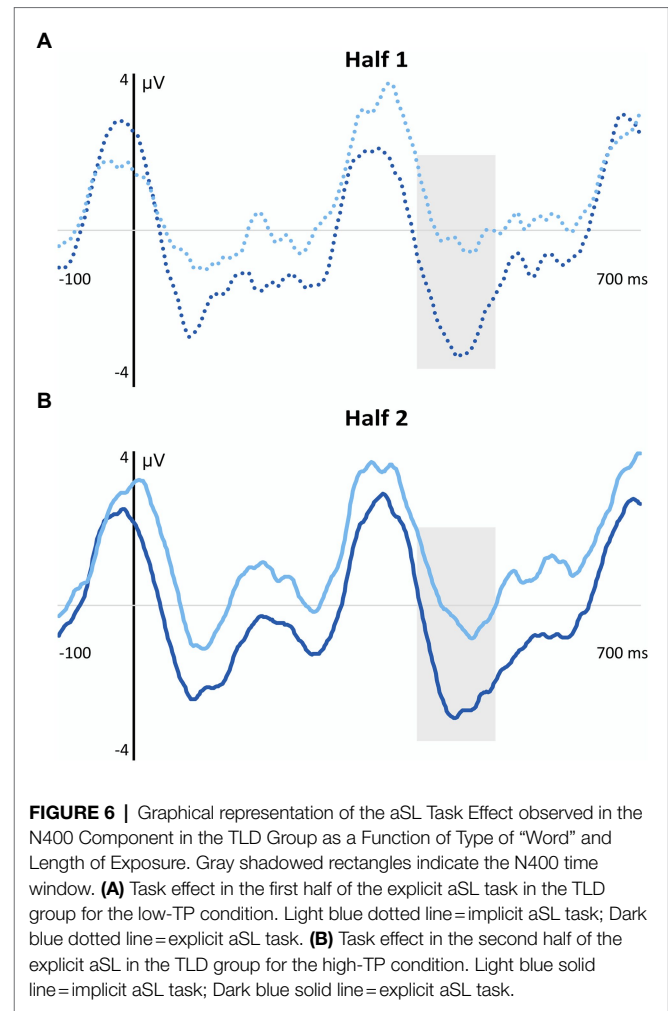 A
Half 1
4 μV
-100
700 ms
-4
B
Half 2
4 μV
-100
700 ms
-4
FIGURE 6 | Graphical representation of the aSL Task Effect observed in the
N400 Component in the TLD Group as a Function of Type of “Word” and
Length of Exposure. Gray shadowed rectangles indicate the N400 time
window. (A) Task effect in the first half of the explicit aSL task in the TLD
group for the low-TP condition. Light blue dotted line=implicit aSL task; Dark
blue dotted line=explicit aSL task. (B) Task effect in the second half of the
explicit aSL in the TLD group for the high-TP condition. Light blue solid
line=implicit aSL task; Dark blue solid line=explicit aSL task.